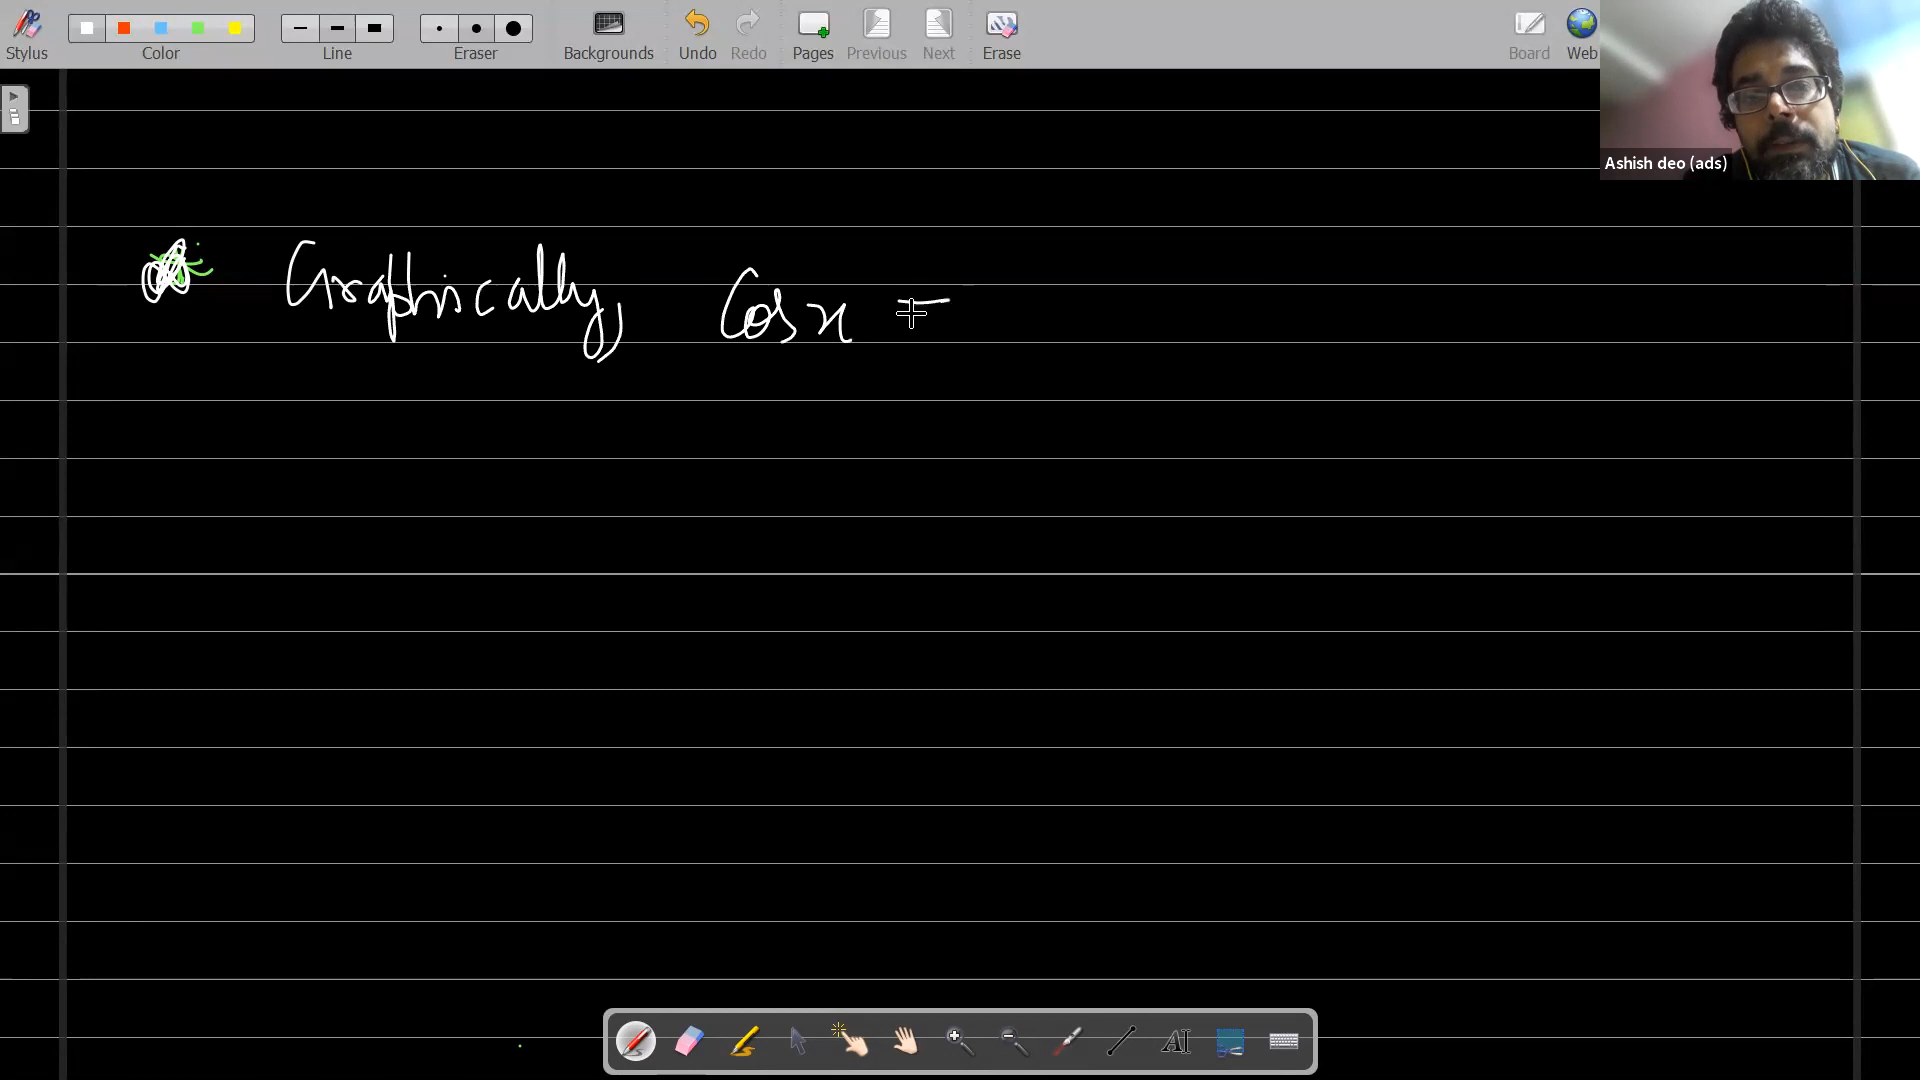 Stylus
Color
Line
Eraser
Backgrounds
Undo
Redo
Pages
Previous
Next
Erase
Board
Web
Ashish deo (ads)
Graphically, Cos x =